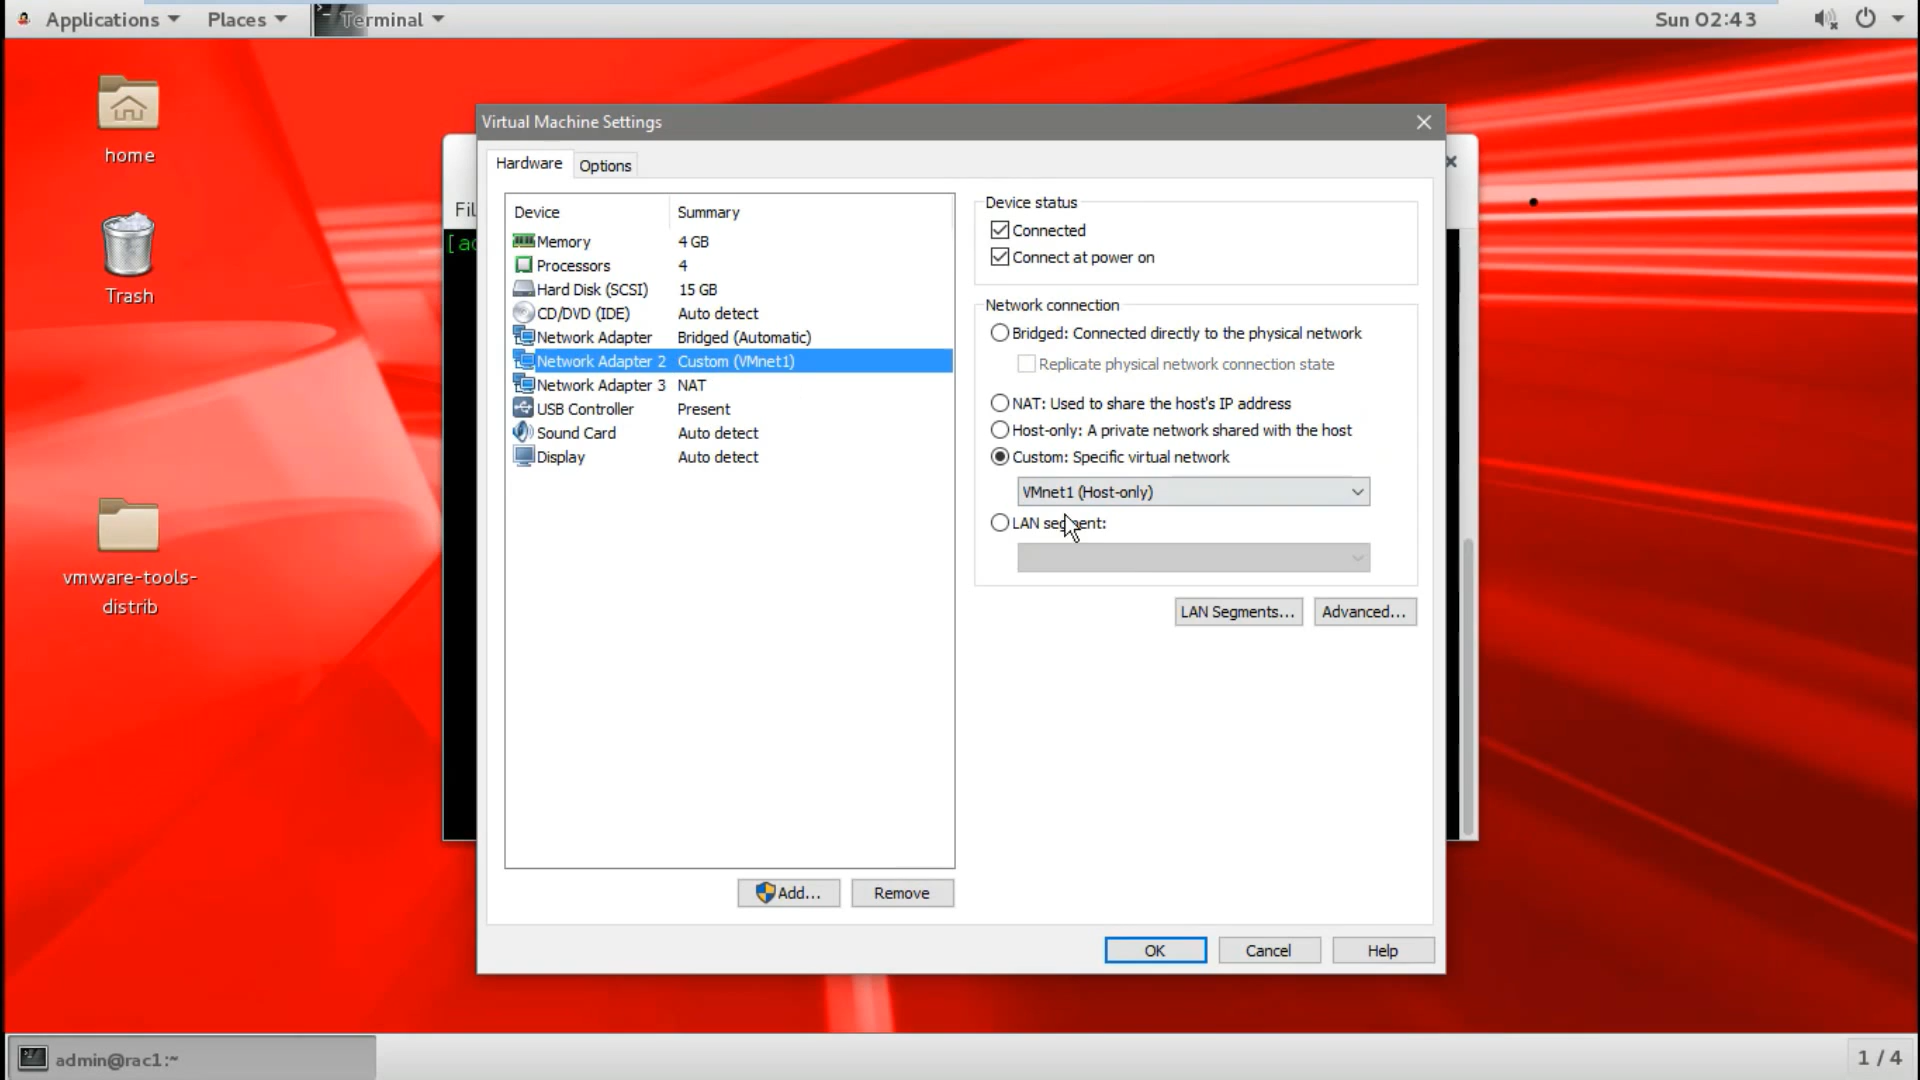 Applications Places Terminal Sun 02:43
home
Trash
vmware-tools-
distrib
Fil
[ad
Virtual Machine Settings
Hardware Options
Device Summary
Memory 4 GB
Processors 4
Hard Disk (SCSI) 15 GB
CD/DVD (IDE) Auto detect
Network Adapter Bridged (Automatic)
Network Adapter 2 Custom (VMnet1)
Network Adapter 3 NAT
USB Controller Present
Sound Card Auto detect
Display Auto detect
Add... Remove
Device status
Connected
Connect at power on
Network connection
Bridged: Connected directly to the physical network
Replicate physical network connection state
NAT: Used to share the host's IP address
Host-only: A private network shared with the host
Custom: Specific virtual network
VMnet1 (Host-only)
LAN segment:
LAN Segments... Advanced...
OK Cancel Help
admin@rac1:~ 1 / 4